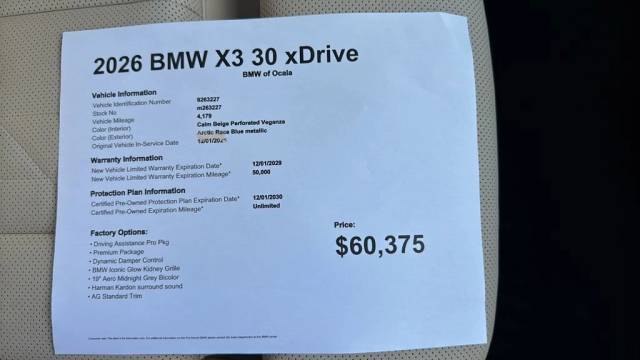 2026 BMW X3 30 xDrive
BMW of Ocala
Vehicle Information
Vehicle Identification Number 9263227
Stock No m263227
Vehicle Mileage 4,179
Color (Interior) Calm Beige Perforated Veganza
Color (Exterior) Arctic Race Blue metallic
Original Vehicle In-Service Date 12/01/2025
Warranty Information
New Vehicle Limited Warranty Expiration Date* 12/01/2029
New Vehicle Limited Warranty Expiration Mileage* 50,000
Protection Plan Information
Certified Pre-Owned Protection Plan Expiration Date* 12/01/2030
Certified Pre-Owned Expiration Mileage* Unlimited
Factory Options:
• Driving Assistance Pro Pkg
• Premium Package
• Dynamic Damper Control
• BMW Iconic Glow Kidney Grille
• 19" Aero Midnight Grey Bicolor
• Harman Kardon surround sound
• AG Standard Trim
Price:
$60,375